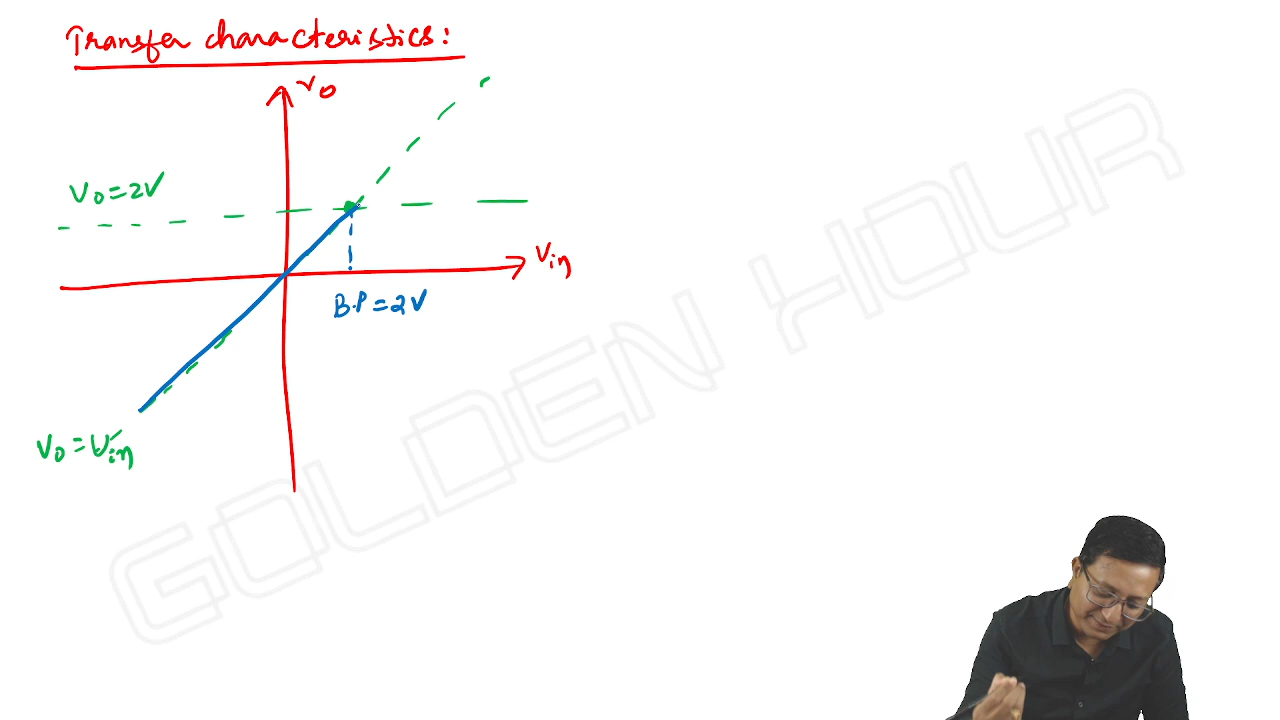 Transfer characteristics:
V0
V0=2V
Vin
B.P=2V
V0=Vin
GOLDEN HOUR